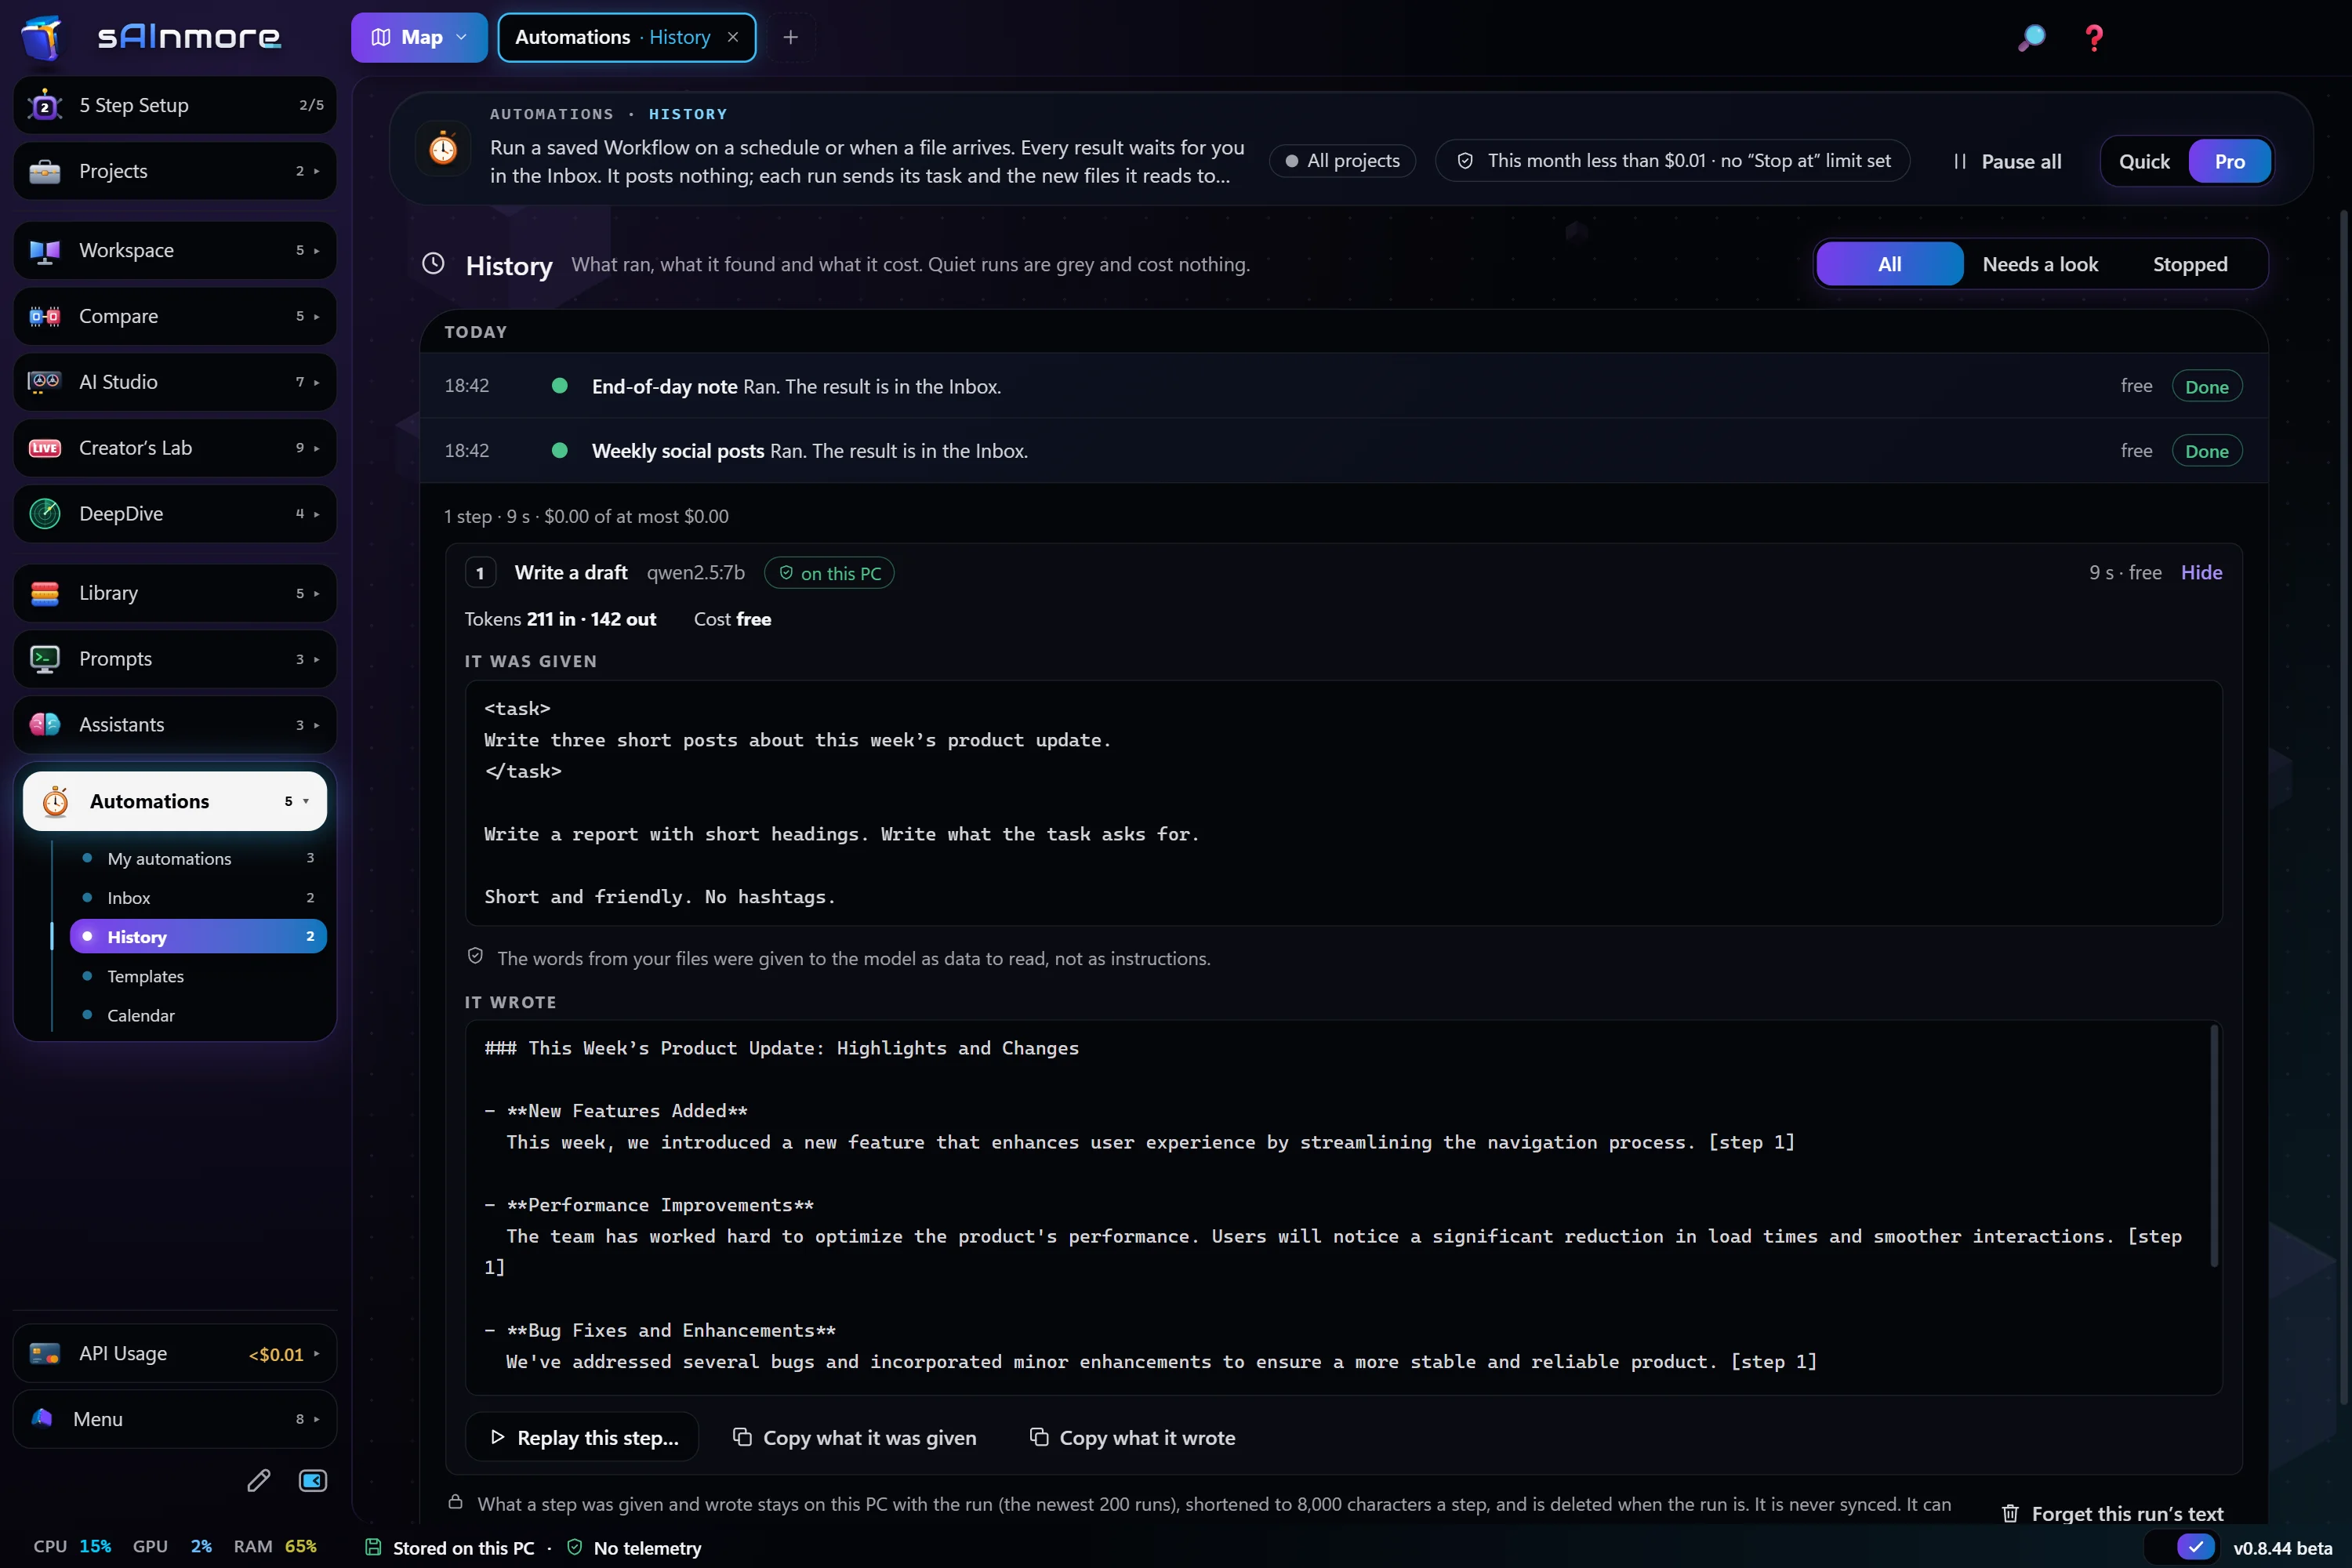 sAInmore
Map
Automations · History
5 Step Setup 2/5
Projects 2
Workspace 5
Compare 5
AI Studio 7
LIVE Creator's Lab 9
DeepDive 4
Library 5
Prompts 3
Assistants 3
Automations 5
My automations 3
Inbox 2
History 2
Templates
Calendar
API Usage <$0.01
Menu 8
CPU 15% GPU 2% RAM 65%
AUTOMATIONS · HISTORY
Run a saved Workflow on a schedule or when a file arrives. Every result waits for you
in the Inbox. It posts nothing; each run sends its task and the new files it reads to...
All projects
This month less than $0.01 · no “Stop at” limit set
Pause all
Quick
Pro
History What ran, what it found and what it cost. Quiet runs are grey and cost nothing.
All
Needs a look
Stopped
TODAY
18:42 End-of-day note Ran. The result is in the Inbox. free Done
18:42 Weekly social posts Ran. The result is in the Inbox. free Done
1 step · 9 s · $0.00 of at most $0.00
1 Write a draft qwen2.5:7b on this PC 9 s · free Hide
Tokens 211 in · 142 out Cost free
IT WAS GIVEN
<task>
Write three short posts about this week’s product update.
</task>
Write a report with short headings. Write what the task asks for.
Short and friendly. No hashtags.
The words from your files were given to the model as data to read, not as instructions.
IT WROTE
### This Week’s Product Update: Highlights and Changes
– **New Features Added**
This week, we introduced a new feature that enhances user experience by streamlining the navigation process. [step 1]
– **Performance Improvements**
The team has worked hard to optimize the product's performance. Users will notice a significant reduction in load times and smoother interactions. [step
1]
– **Bug Fixes and Enhancements**
We've addressed several bugs and incorporated minor enhancements to ensure a more stable and reliable product. [step 1]
Replay this step...
Copy what it was given
Copy what it wrote
What a step was given and wrote stays on this PC with the run (the newest 200 runs), shortened to 8,000 characters a step, and is deleted when the run is. It is never synced. It can
Forget this run’s text
Stored on this PC · No telemetry
v0.8.44 beta